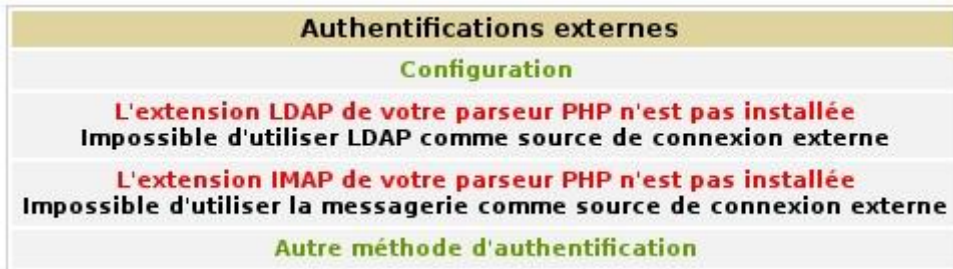 Authentifications externes
Configuration
L'extension LDAP de votre parseur PHP n'est pas installée
Impossible d'utiliser LDAP comme source de connexion externe
L'extension IMAP de votre parseur PHP n'est pas installée
Impossible d'utiliser la messagerie comme source de connexion externe
Autre méthode d'authentification